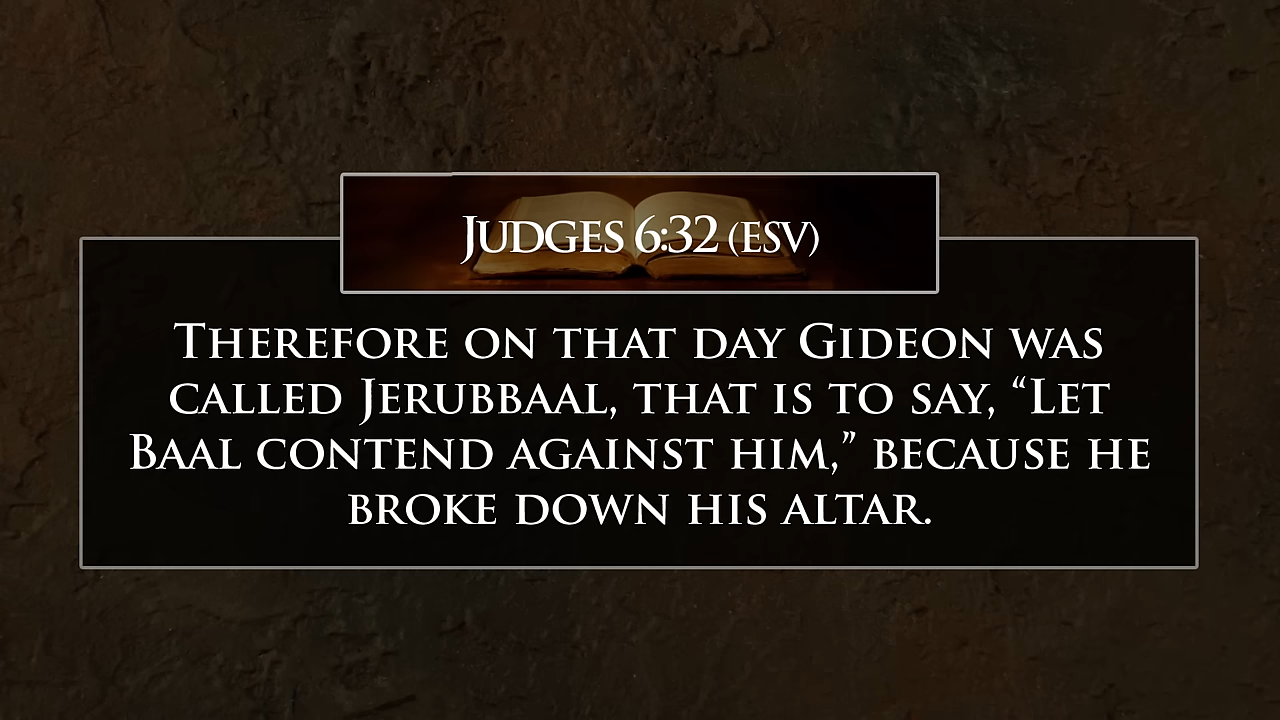 Judges 6:32 (ESV)
Therefore on that day Gideon was
called Jerubbaal, that is to say, “Let
Baal contend against him,” because he
broke down his altar.